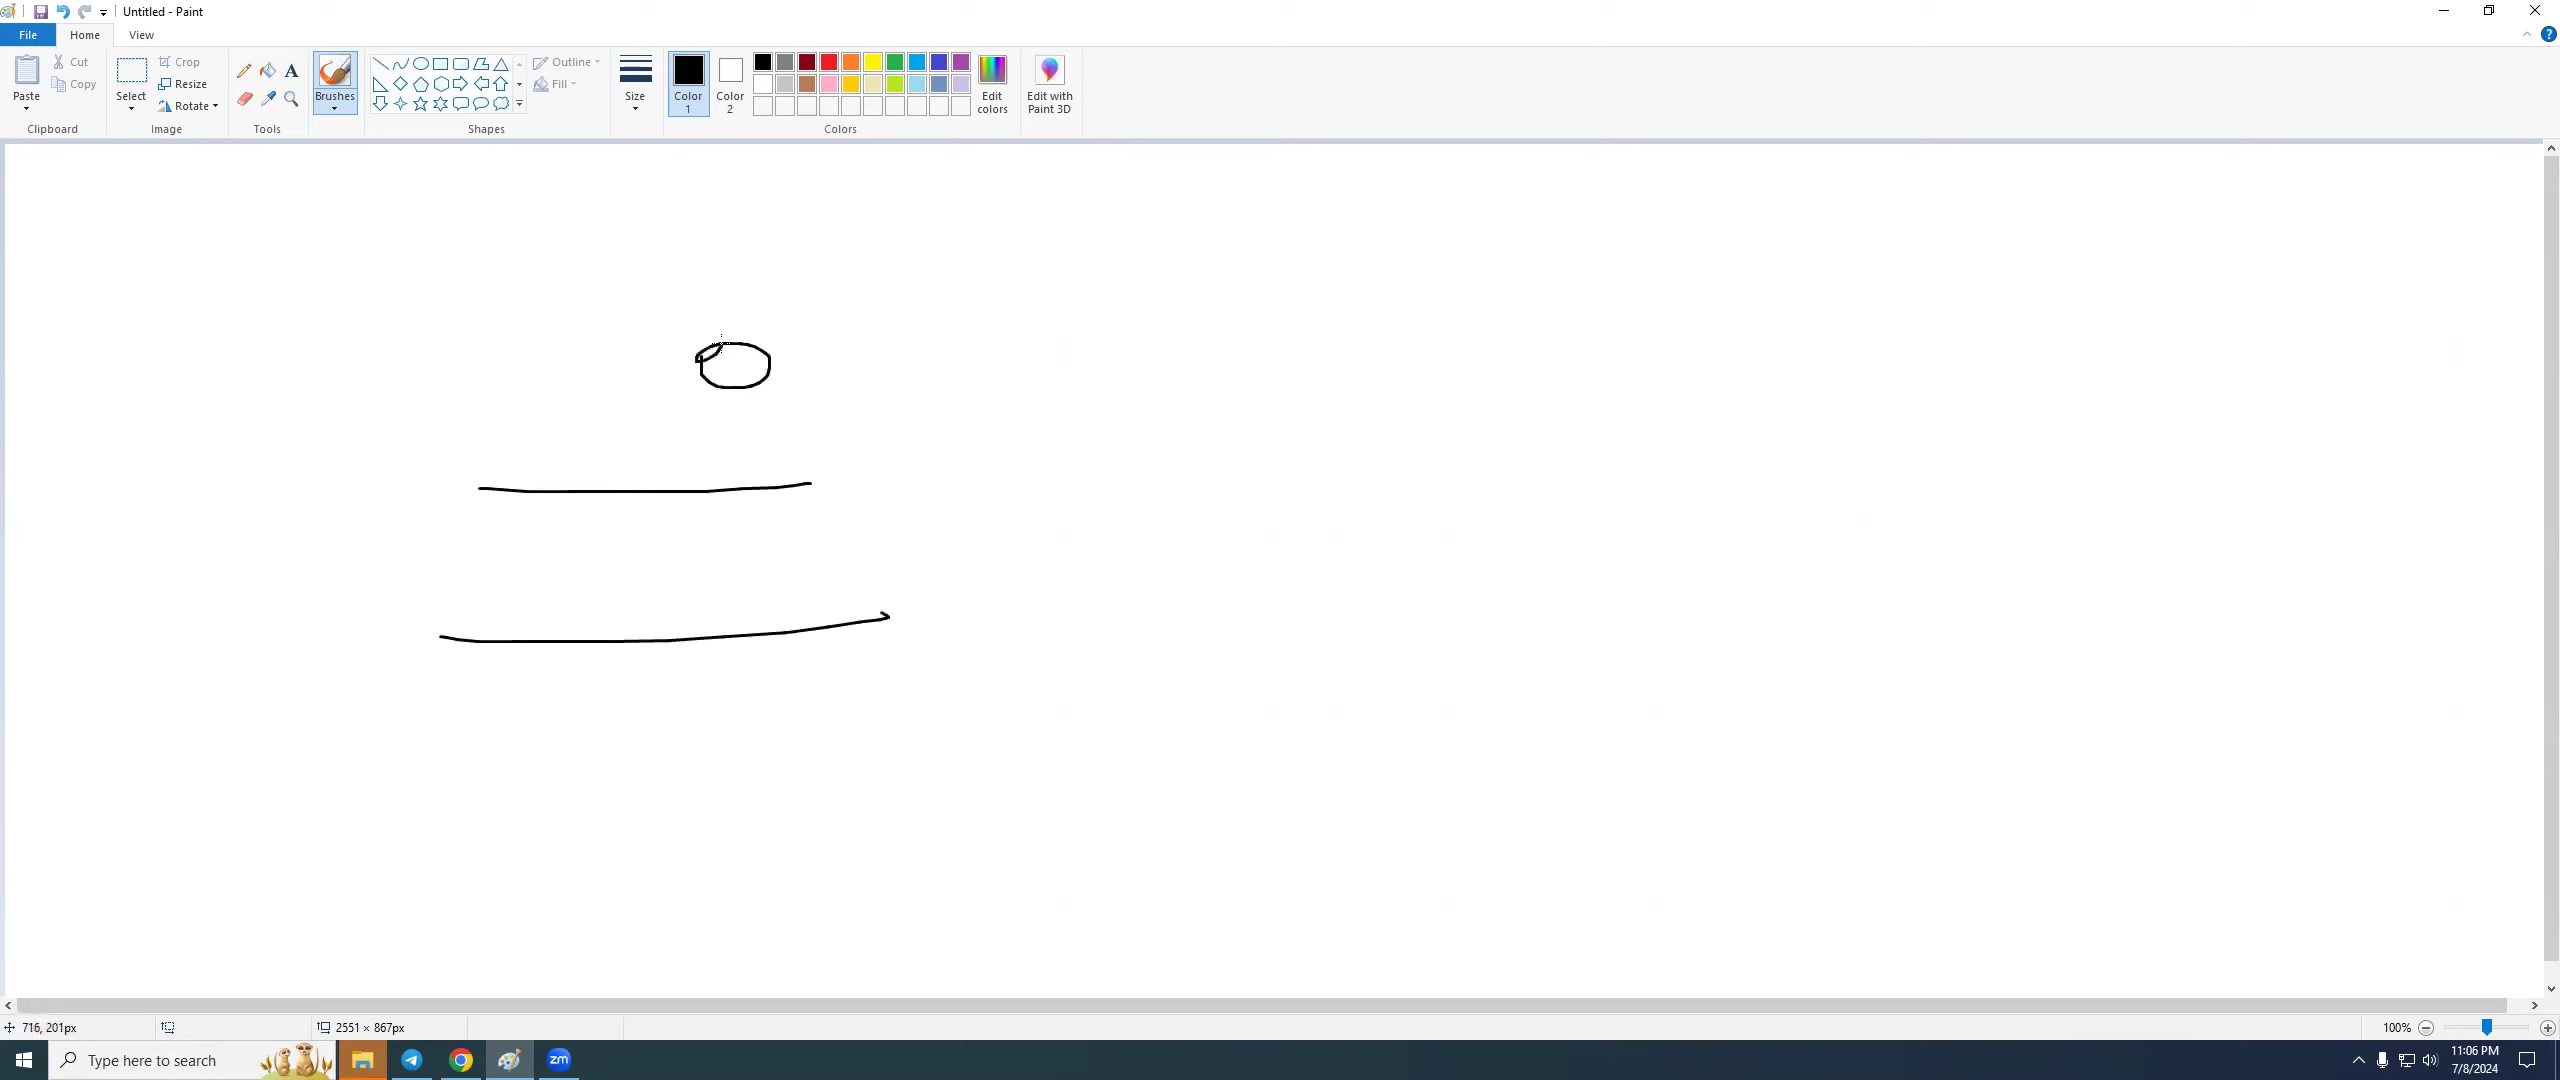 Untitled - Paint
File Home View
Paste
Cut
Copy
Clipboard
Select
Crop
Resize
Rotate
Image
Tools
Brushes
Outline
Fill
Shapes
Size
Color 1
Color 2
Edit colors
Colors
Edit with Paint 3D
716, 201px
2551 × 867px
100%
Type here to search
zm
11:06 PM
7/8/2024